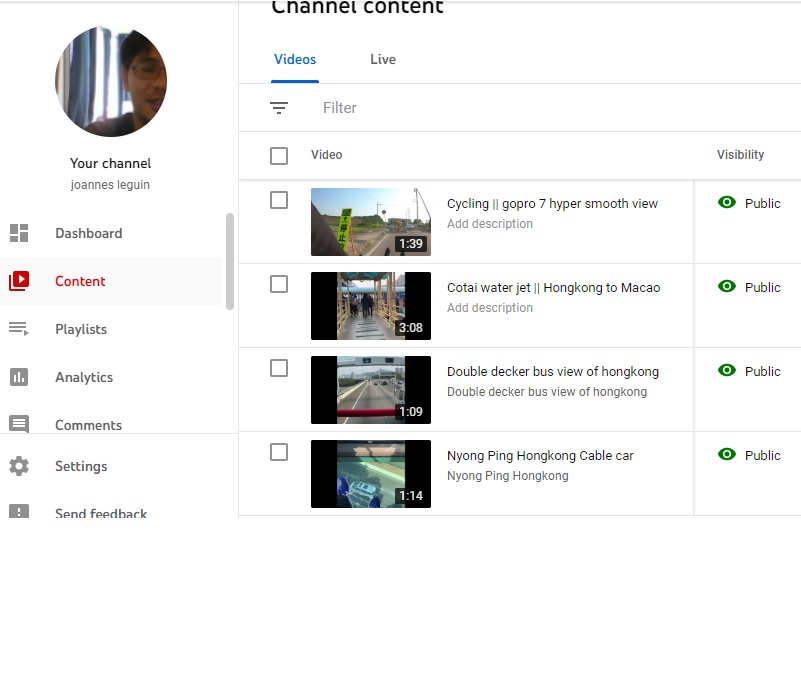 Channel content
Your channel
joannes leguin
Dashboard
Content
Playlists
Analytics
Comments
Settings
Send feedback
Videos Live
Filter
Video Visibility
Cycling || gopro 7 hyper smooth view
Add description
1:39
Public
Cotai water jet || Hongkong to Macao
Add description
3:08
Public
Double decker bus view of hongkong
Double decker bus view of hongkong
1:09
Public
Nyong Ping Hongkong Cable car
Nyong Ping Hongkong
1:14
Public